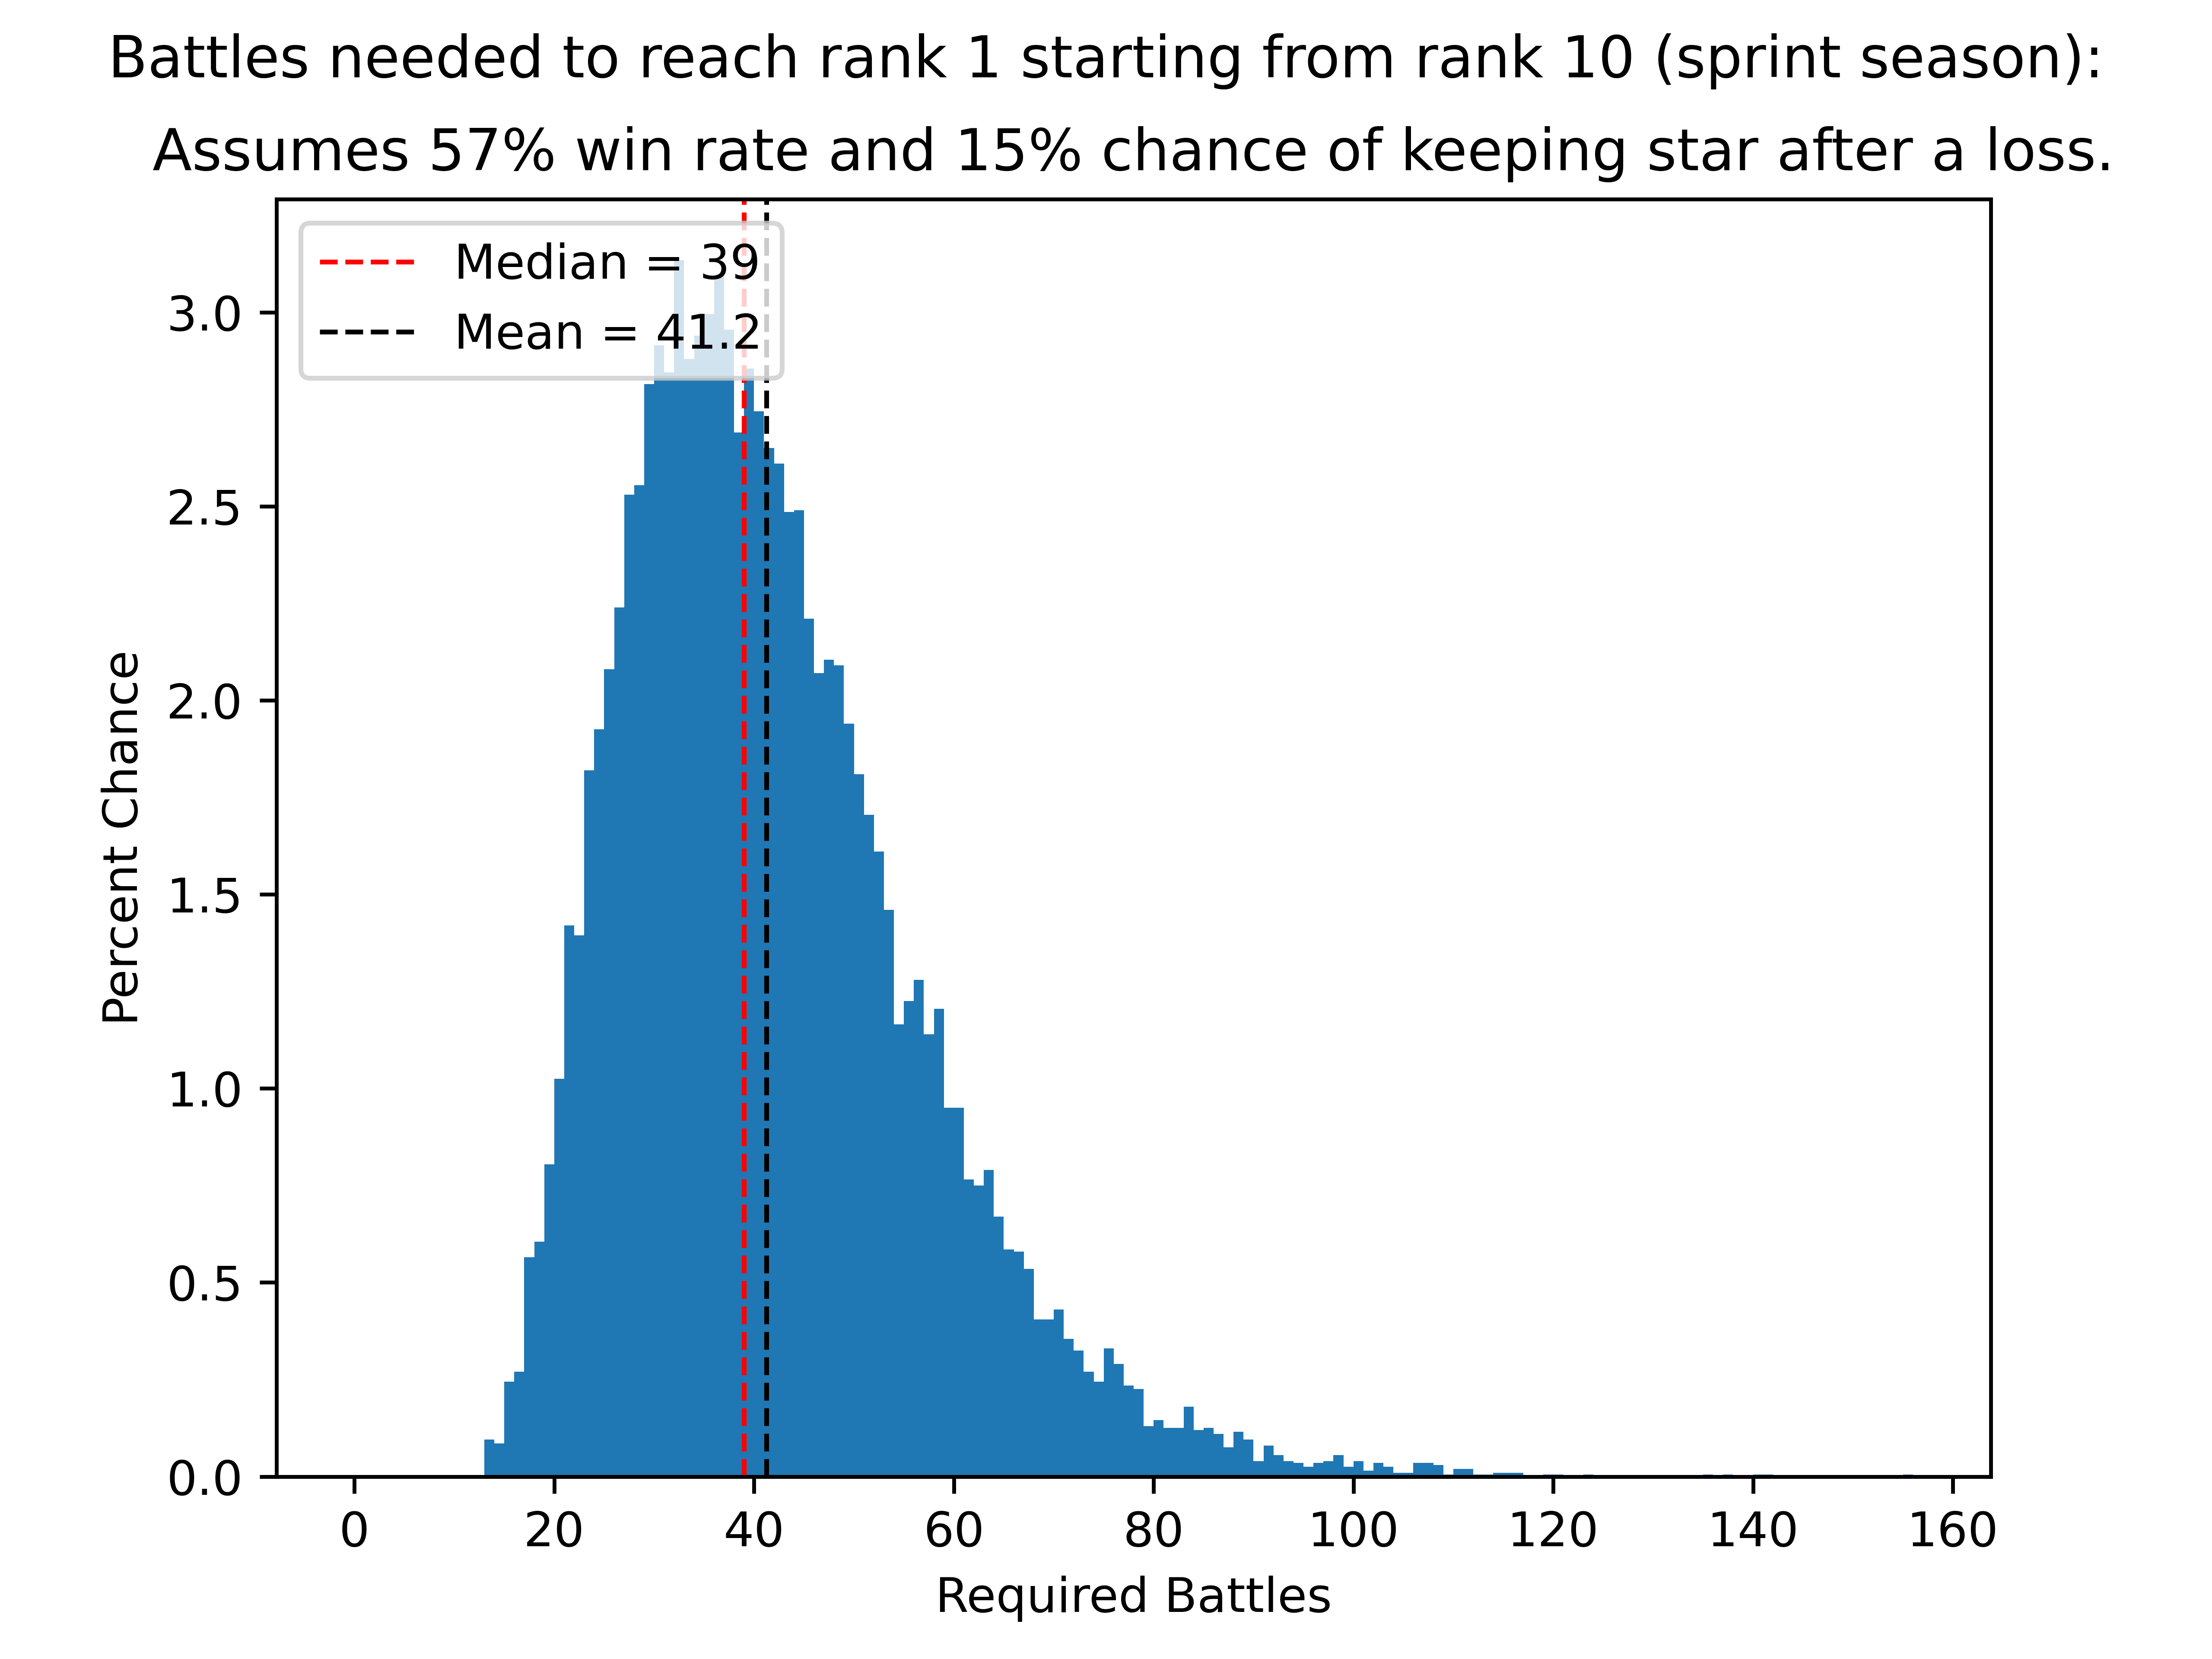 Battles needed to reach rank 1 starting from rank 10 (sprint season):
Assumes 57% win rate and 15% chance of keeping star after a loss.
Median = 39
Mean = 41.2
Percent Chance
3.0
2.5
2.0
1.5
1.0
0.5
0.0
0 20 40 60 80 100 120 140 160
Required Battles